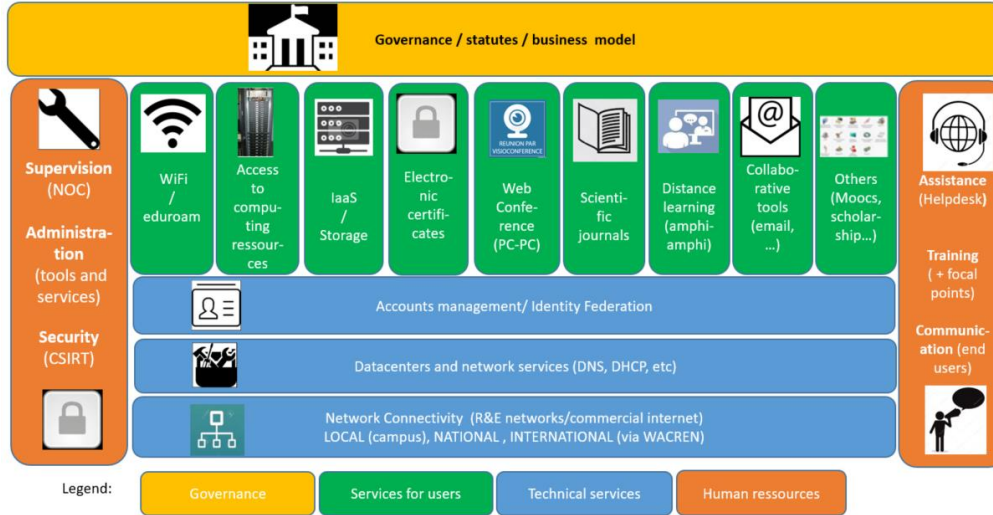 Governance / statutes / business model
Supervision
(NOC)
Administra-
tion
(tools and
services)
Security
(CSIRT)
WiFi
/
eduroam
Access
to
compu-
ting
ressour-
ces
IaaS
/
Storage
Electro-
nic
certifi-
cates
REUNION PAR
VISIOCONFERENCE
Web
Confe-
rence
(PC-PC)
Scienti-
fic
journals
Distance
learning
(amphi-
amphi)
@
Collabo-
rative
tools
(email,
...)
Others
(Moocs,
scholar-
ship...)
Assistance
(Helpdesk)
Training
( + focal
points)
Communic-
ation (end
users)
Accounts management/ Identity Federation
Datacenters and network services (DNS, DHCP, etc)
Network Connectivity (R&E networks/commercial internet)
LOCAL (campus), NATIONAL , INTERNATIONAL (via WACREN)
Legend:
Governance
Services for users
Technical services
Human ressources